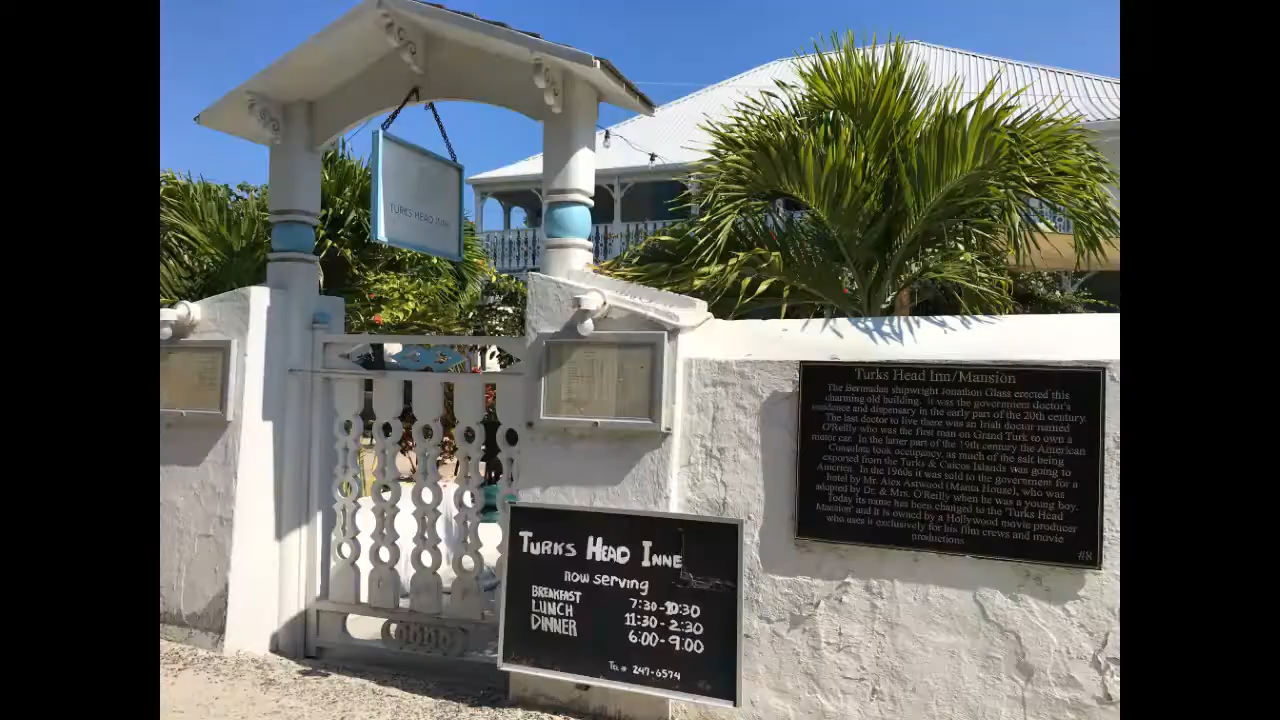 TURKS HEAD INN
Turks Head Inn/Mansion
The Bermudan shipwright Jonathon Glass erected this
charming old building. It was the government doctor's
residence and dispensary in the early part of the 20th century.
The last doctor to live there was an Irish doctor named
O'Reilly who was the first man on Grand Turk to own a
motor car. In the latter part of the 19th century the American
Consulate took occupancy, as much of the salt being
exported from the Turks & Caicos Islands was going to
America. In the 1960s it was sold to the government for a
hotel by Mr. Alex Astwood (Manta House), who was
adopted by Dr. & Mrs. O'Reilly when he was a young boy.
Today its name has been changed to the 'Turks Head
Mansion' and it is owned by a Hollywood movie producer
who uses it exclusively for his film crews and movie
productions
#8
TURKS HEAD INNE
now serving
BREAKFAST 7:30-10:30
LUNCH 11:30-2:30
DINNER 6:00-9:00
TEL# 247-6574